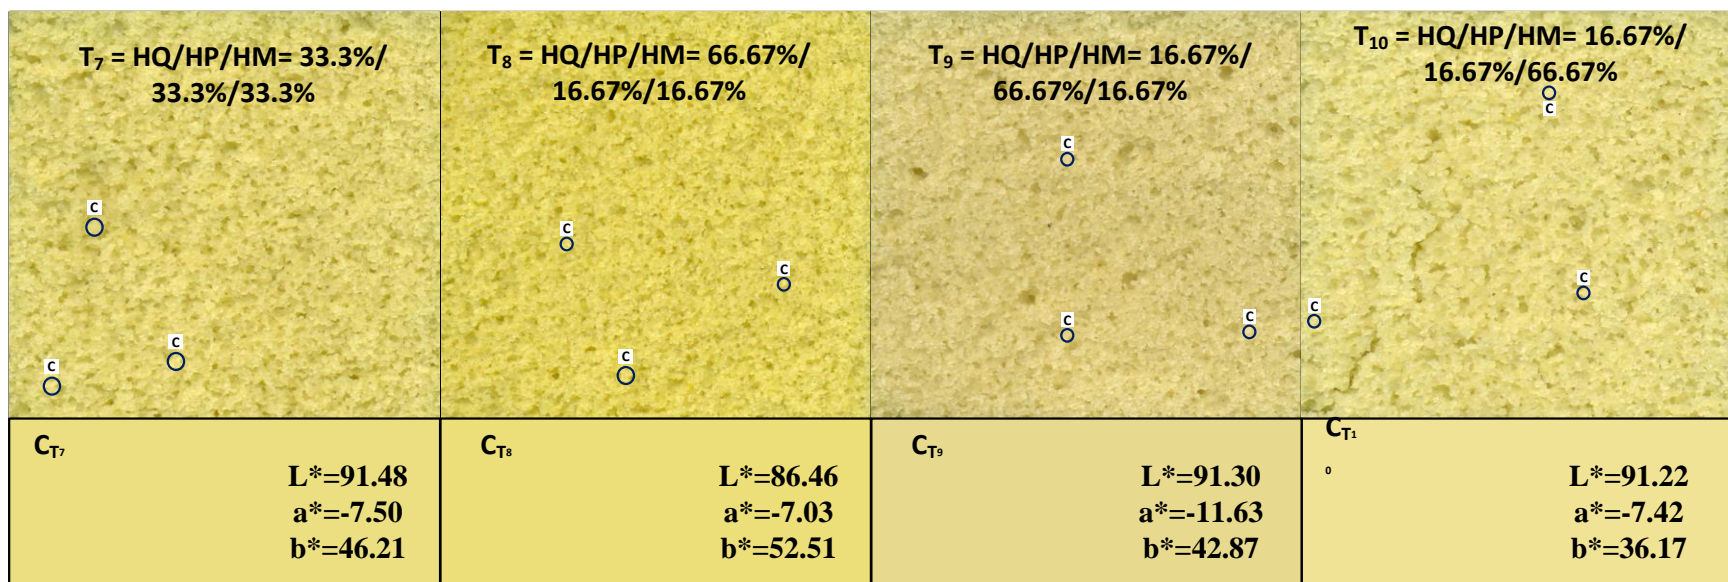 T7 = HQ/HP/HM= 33.3%/
33.3%/33.3%
C
C
C
T8 = HQ/HP/HM= 66.67%/
16.67%/16.67%
C
C
C
T9 = HQ/HP/HM= 16.67%/
66.67%/16.67%
C
C
C
T10 = HQ/HP/HM= 16.67%/
16.67%/66.67%
C
C
C
CT7
L*=91.48
a*=-7.50
b*=46.21
CT8
L*=86.46
a*=-7.03
b*=52.51
CT9
L*=91.30
a*=-11.63
b*=42.87
CT1
0
L*=91.22
a*=-7.42
b*=36.17